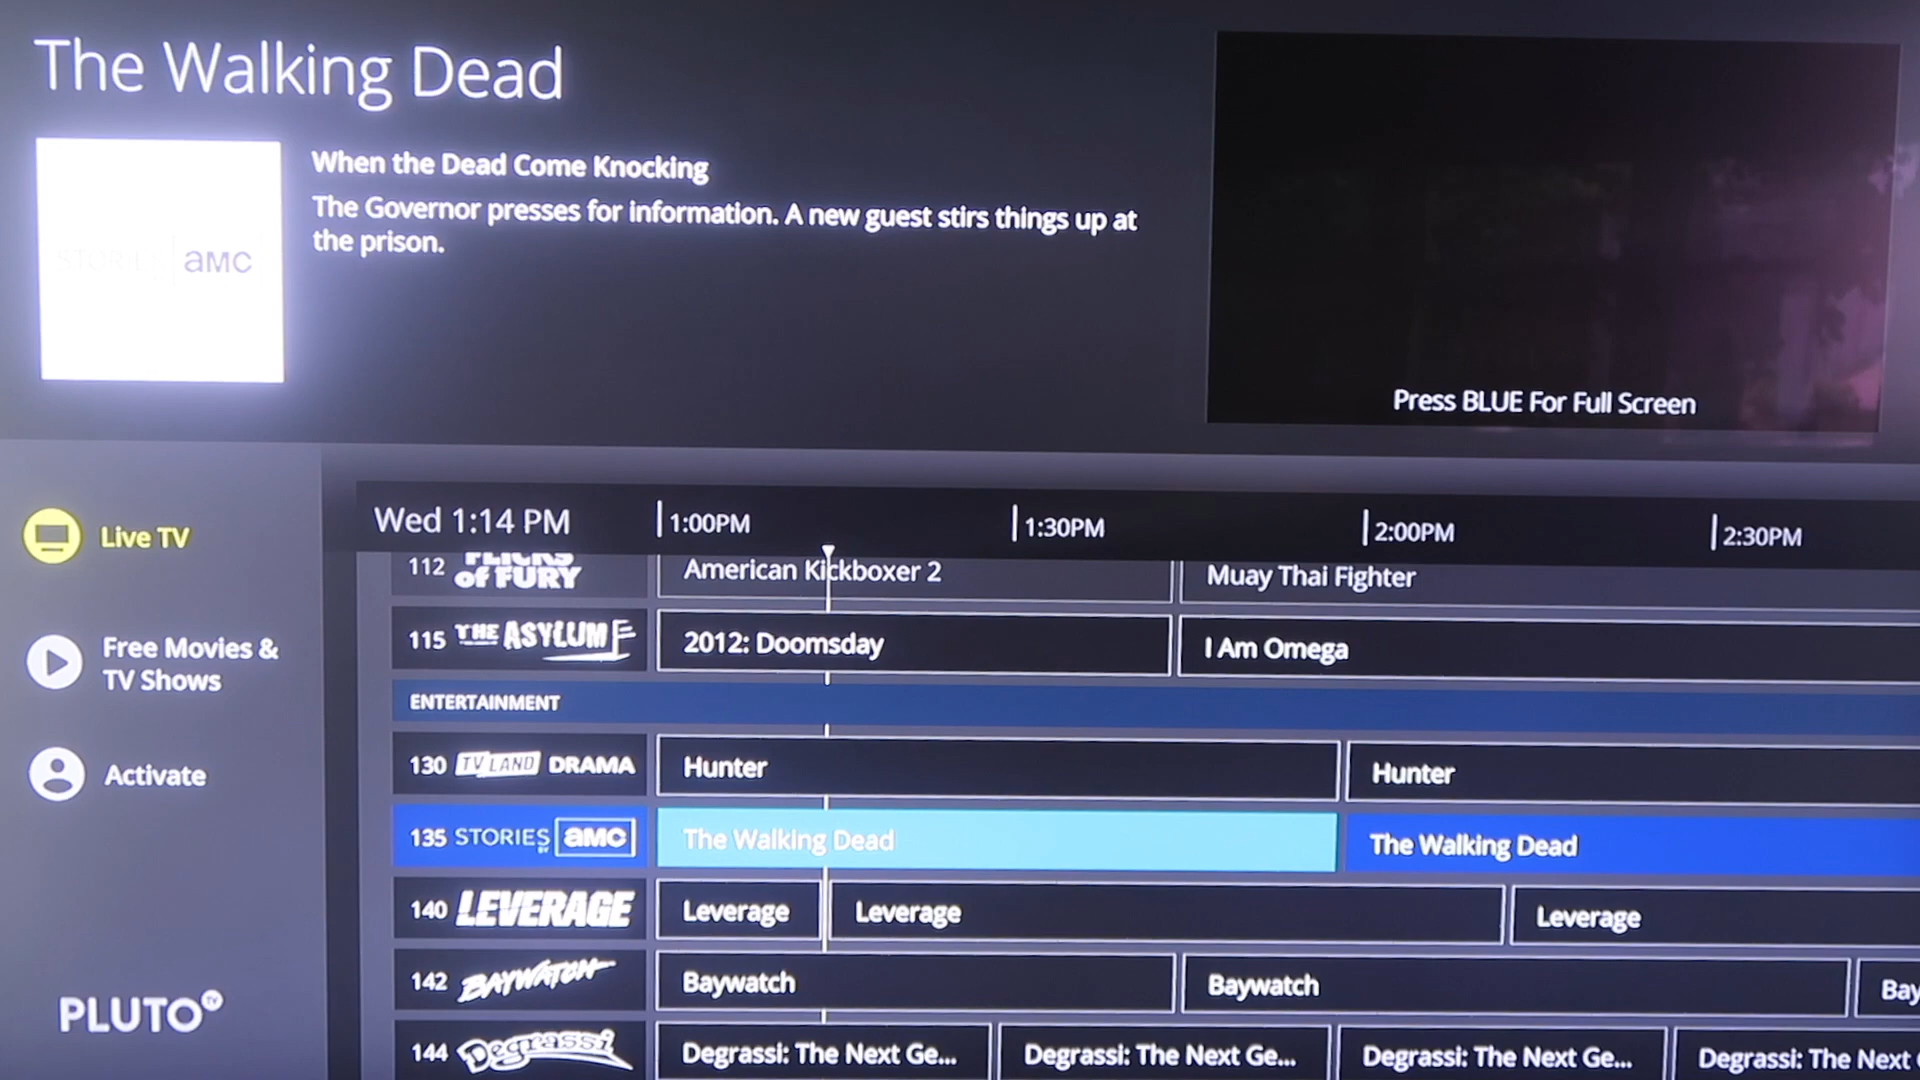 The Walking Dead
When the Dead Come Knocking
The Governor presses for information. A new guest stirs things up at
the prison.
STORIES aMC
Press BLUE For Full Screen
Live TV
Free Movies &
TV Shows
Activate
PLUTO TV
Wed 1:14 PM 1:00PM 1:30PM 2:00PM 2:30PM
112 FLICKS of FURY American Kickboxer 2 Muay Thai Fighter
115 THE ASYLUM 2012: Doomsday I Am Omega
ENTERTAINMENT
130 TV LAND DRAMA Hunter Hunter
135 STORIES BY aMC The Walking Dead The Walking Dead
140 LEVERAGE Leverage Leverage Leverage
142 BAYWATCH Baywatch Baywatch Bay
144 Degrassi Degrassi: The Next Ge... Degrassi: The Next Ge... Degrassi: The Next Ge... Degrassi: The Next